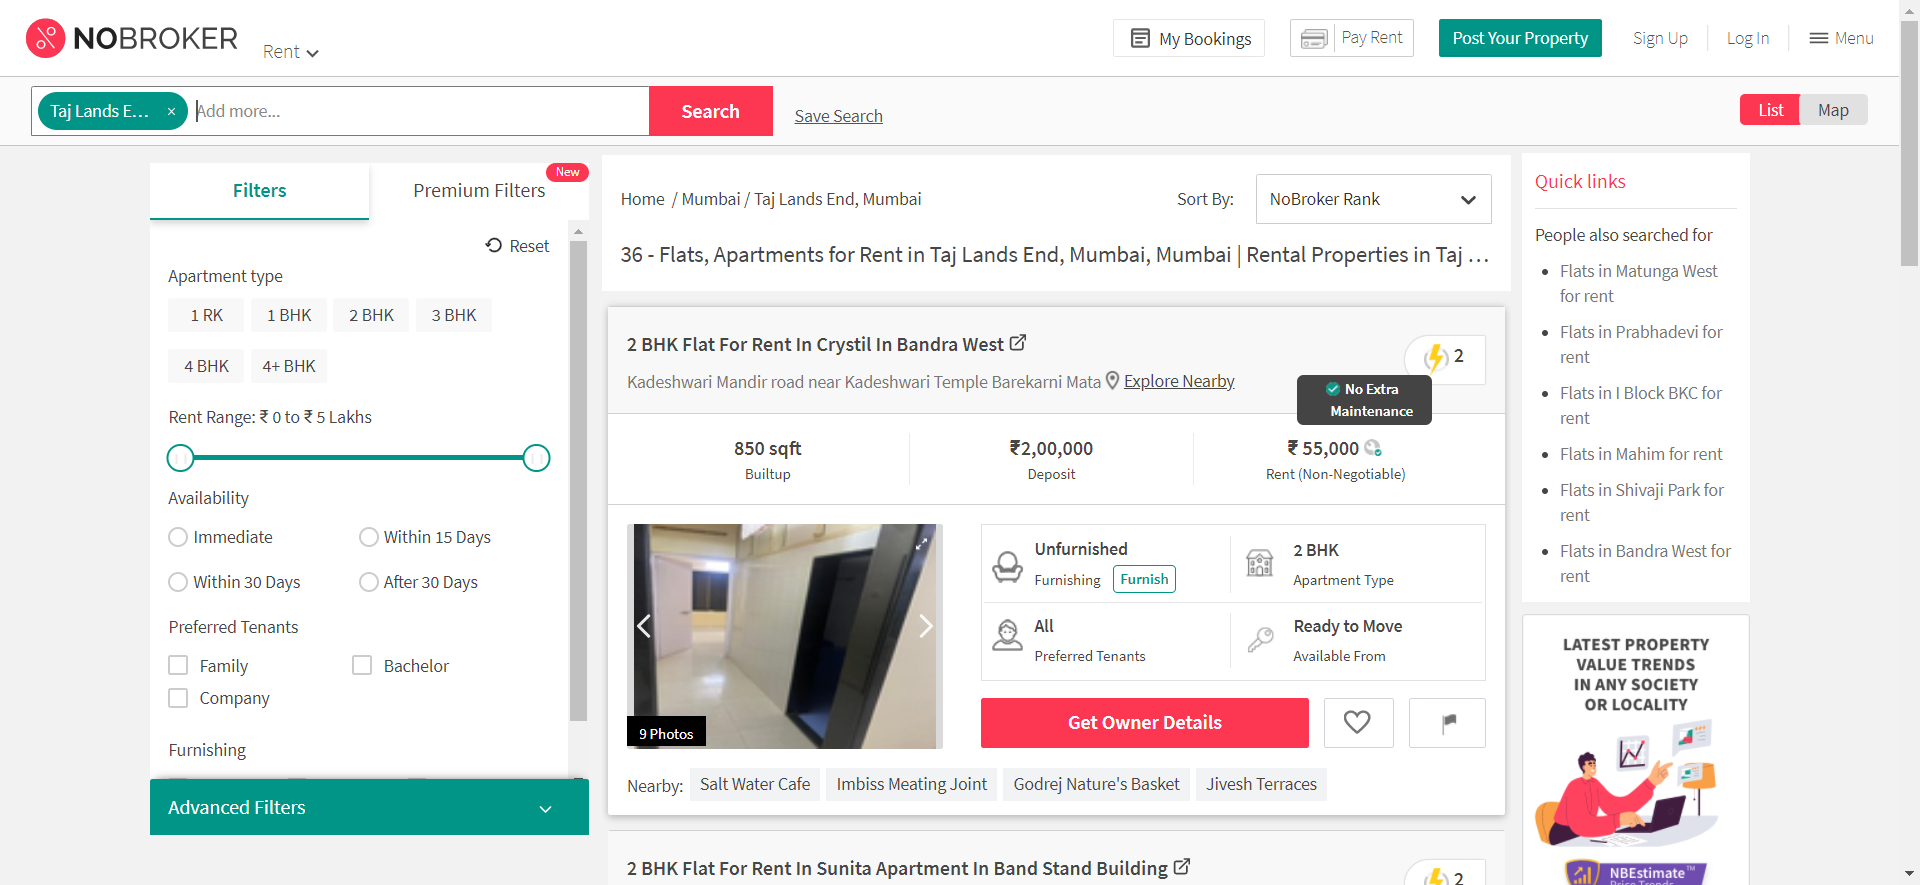 NOBROKER
Rent
My Bookings
Pay Rent
Post Your Property
Sign Up
Log In
Menu
Taj Lands E... ×
Add more...
Search
Save Search
List
Map
Filters
Premium Filters
New
Reset
Apartment type
1 RK
1 BHK
2 BHK
3 BHK
4 BHK
4+ BHK
Rent Range: ₹ 0 to ₹ 5 Lakhs
Availability
Immediate
Within 15 Days
Within 30 Days
After 30 Days
Preferred Tenants
Family
Bachelor
Company
Furnishing
Advanced Filters
Home / Mumbai / Taj Lands End, Mumbai
Sort By:
NoBroker Rank
36 - Flats, Apartments for Rent in Taj Lands End, Mumbai, Mumbai | Rental Properties in Taj ...
2 BHK Flat For Rent In Crystil In Bandra West
2
Kadeshwari Mandir road near Kadeshwari Temple Barekarni Mata
Explore Nearby
No Extra
Maintenance
850 sqft
Builtup
₹2,00,000
Deposit
₹ 55,000
Rent (Non-Negotiable)
9 Photos
Unfurnished
Furnishing
Furnish
2 BHK
Apartment Type
All
Preferred Tenants
Ready to Move
Available From
Get Owner Details
Nearby:
Salt Water Cafe
Imbiss Meating Joint
Godrej Nature's Basket
Jivesh Terraces
2 BHK Flat For Rent In Sunita Apartment In Band Stand Building
2
Quick links
People also searched for
Flats in Matunga West
for rent
Flats in Prabhadevi for
rent
Flats in I Block BKC for
rent
Flats in Mahim for rent
Flats in Shivaji Park for
rent
Flats in Bandra West for
rent
LATEST PROPERTY
VALUE TRENDS
IN ANY SOCIETY
OR LOCALITY
NBEstimate™
Price Trends